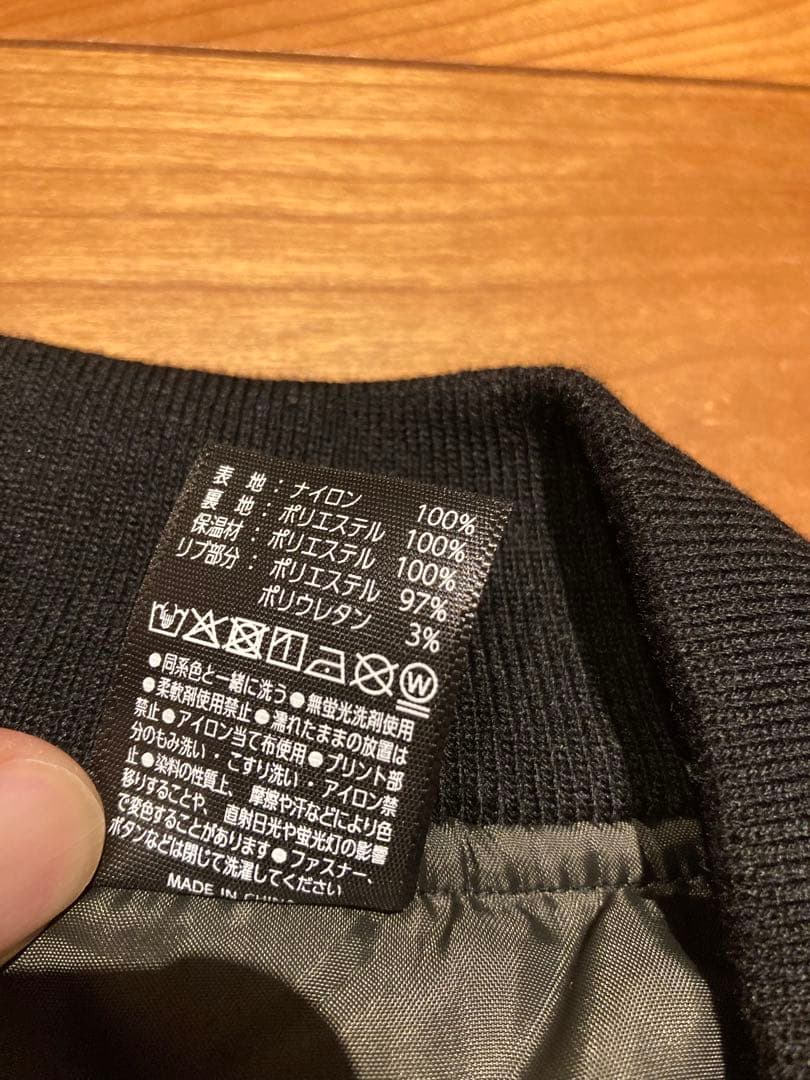 表地:ナイロン 100%
裏地:ポリエステル 100%
保温材:ポリエステル 100%
リブ部分:ポリエステル 97%
ポリウレタン 3%
W
●同系色と一緒に洗う●無蛍光洗剤使用
●柔軟剤使用禁止●濡れたままの放置は
禁止●アイロン当て布使用●プリント部
分のもみ洗い・こすり洗い・アイロン禁
止●染料の性質上、摩擦や汗などにより色
移りすることや、直射日光や蛍光灯の影響
で変色することがあります●ファスナー、
ボタンなどは閉じて洗濯してください
MADE IN CHINA